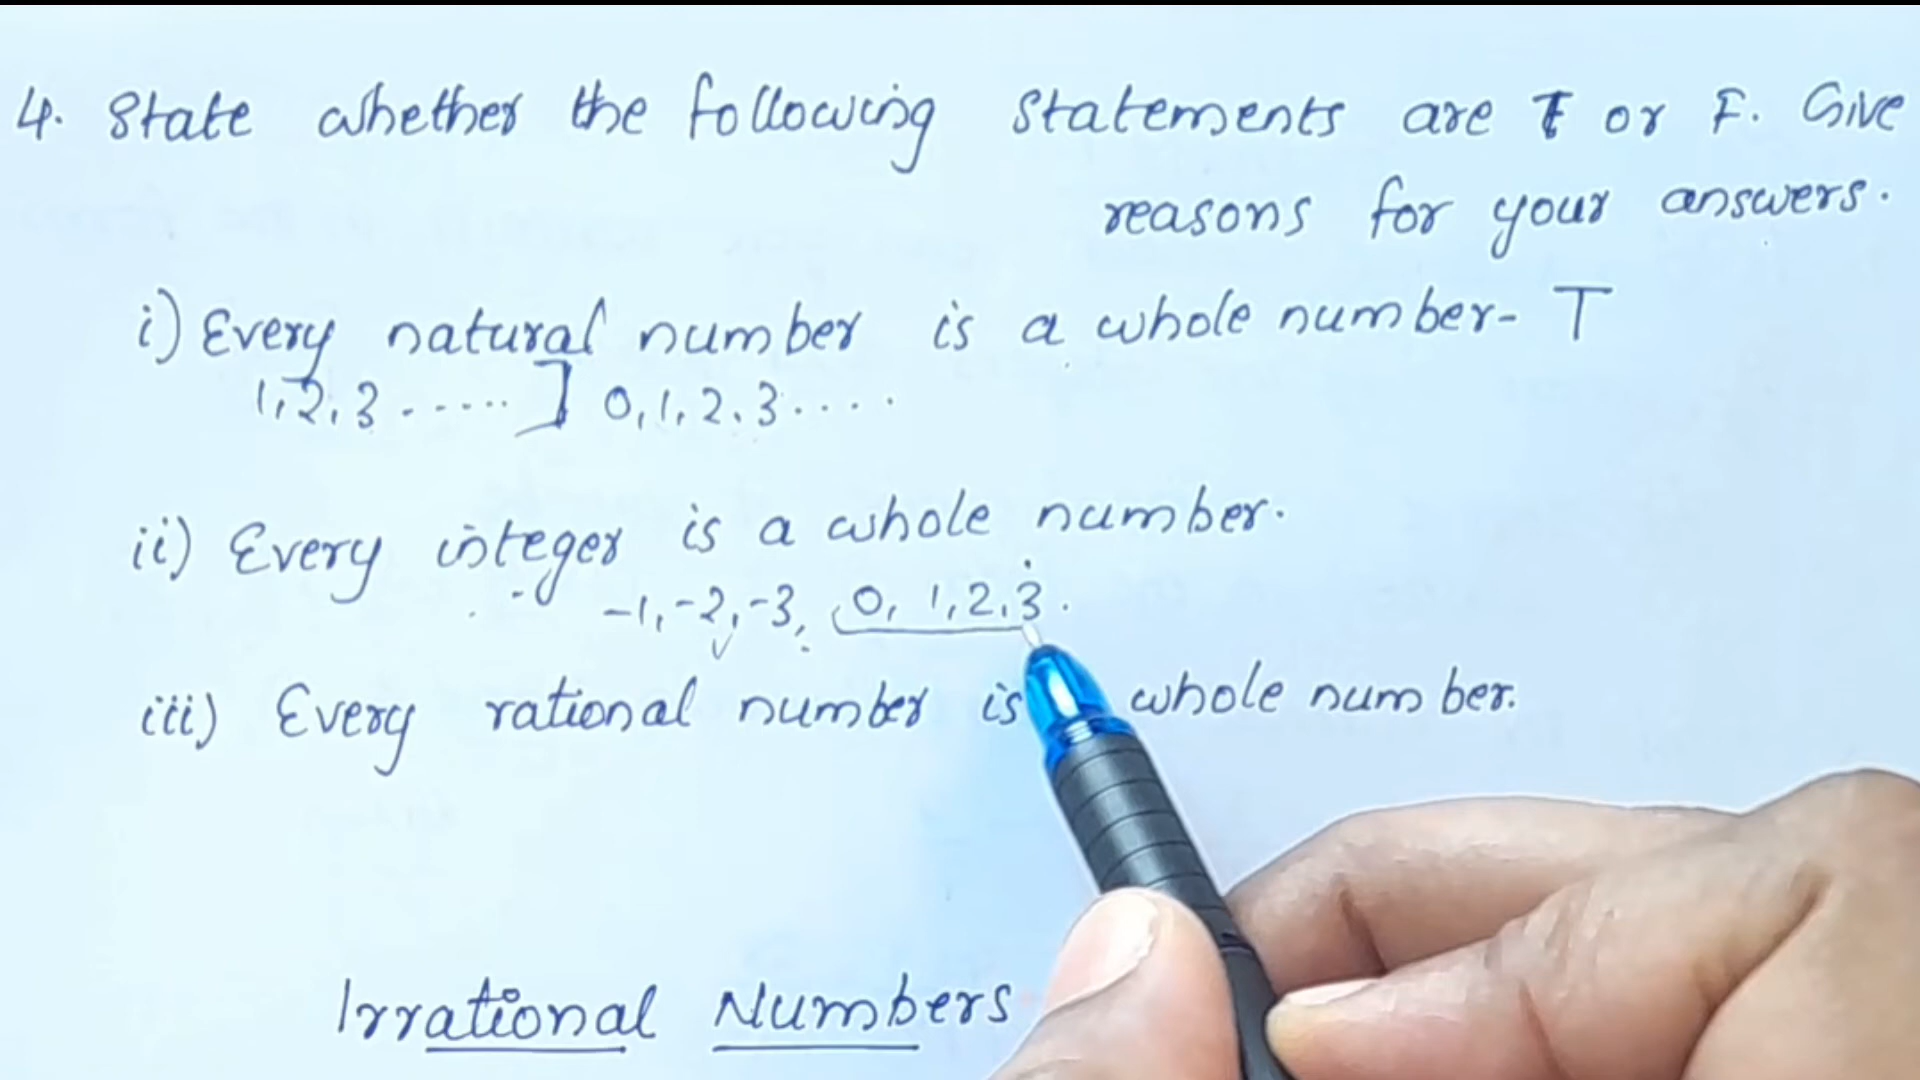 4. State whether the following statements are T or F. Give
reasons for your answers.
i) Every natural number is a whole number - T
1, 2, 3 ...... ] 0, 1, 2, 3 ....
ii) Every integer is a whole number.
-1, -2, -3, 0, 1, 2, 3.
iii) Every rational number is whole number.
Irrational Numbers